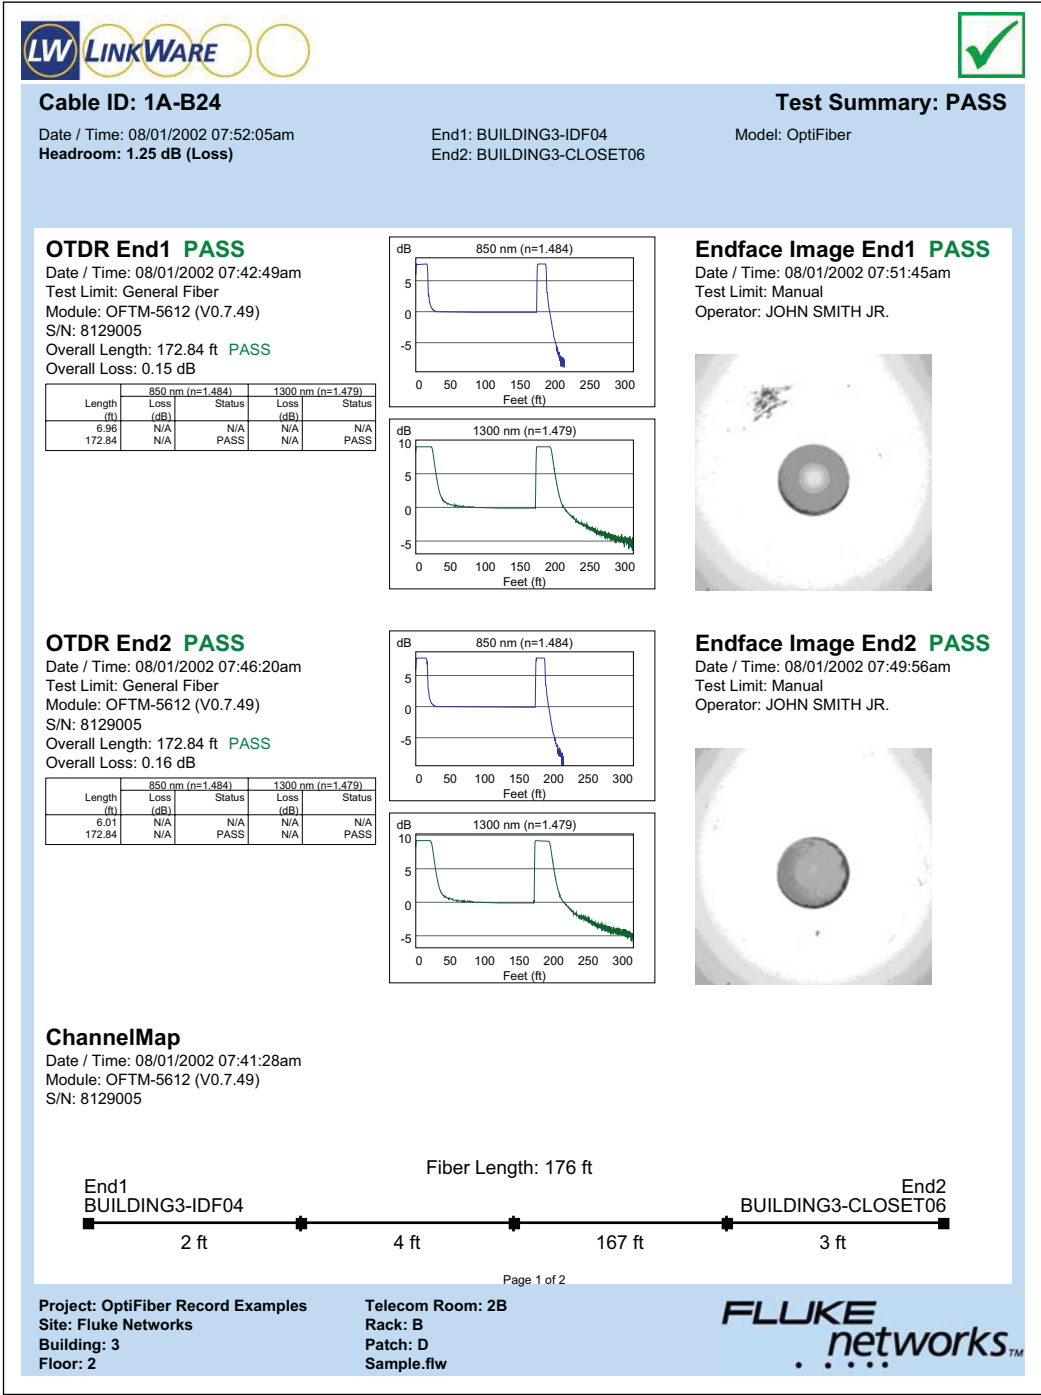 LW LINKWARE
Cable ID: 1A-B24
Test Summary: PASS
Date / Time: 08/01/2002 07:52:05am
Headroom: 1.25 dB (Loss)
End1: BUILDING3-IDF04
End2: BUILDING3-CLOSET06
Model: OptiFiber
OTDR End1 PASS
Date / Time: 08/01/2002 07:42:49am
Test Limit: General Fiber
Module: OFTM-5612 (V0.7.49)
S/N: 8129005
Overall Length: 172.84 ft PASS
Overall Loss: 0.15 dB
850 nm (n=1.484) 1300 nm (n=1.479)
Length Loss Status Loss Status
(ft) (dB) (dB)
6.96 N/A N/A N/A N/A
172.84 N/A PASS N/A PASS
dB 850 nm (n=1.484)
5
0
-5
0 50 100 150 200 250 300
Feet (ft)
dB 1300 nm (n=1.479)
10
5
0
-5
0 50 100 150 200 250 300
Feet (ft)
Endface Image End1 PASS
Date / Time: 08/01/2002 07:51:45am
Test Limit: Manual
Operator: JOHN SMITH JR.
OTDR End2 PASS
Date / Time: 08/01/2002 07:46:20am
Test Limit: General Fiber
Module: OFTM-5612 (V0.7.49)
S/N: 8129005
Overall Length: 172.84 ft PASS
Overall Loss: 0.16 dB
850 nm (n=1.484) 1300 nm (n=1.479)
Length Loss Status Loss Status
(ft) (dB) (dB)
6.01 N/A N/A N/A N/A
172.84 N/A PASS N/A PASS
dB 850 nm (n=1.484)
5
0
-5
0 50 100 150 200 250 300
Feet (ft)
dB 1300 nm (n=1.479)
10
5
0
-5
0 50 100 150 200 250 300
Feet (ft)
Endface Image End2 PASS
Date / Time: 08/01/2002 07:49:56am
Test Limit: Manual
Operator: JOHN SMITH JR.
ChannelMap
Date / Time: 08/01/2002 07:41:28am
Module: OFTM-5612 (V0.7.49)
S/N: 8129005
Fiber Length: 176 ft
End1 End2
BUILDING3-IDF04 BUILDING3-CLOSET06
2 ft 4 ft 167 ft 3 ft
Page 1 of 2
Project: OptiFiber Record Examples
Site: Fluke Networks
Building: 3
Floor: 2
Telecom Room: 2B
Rack: B
Patch: D
Sample.flw
FLUKE
networks™